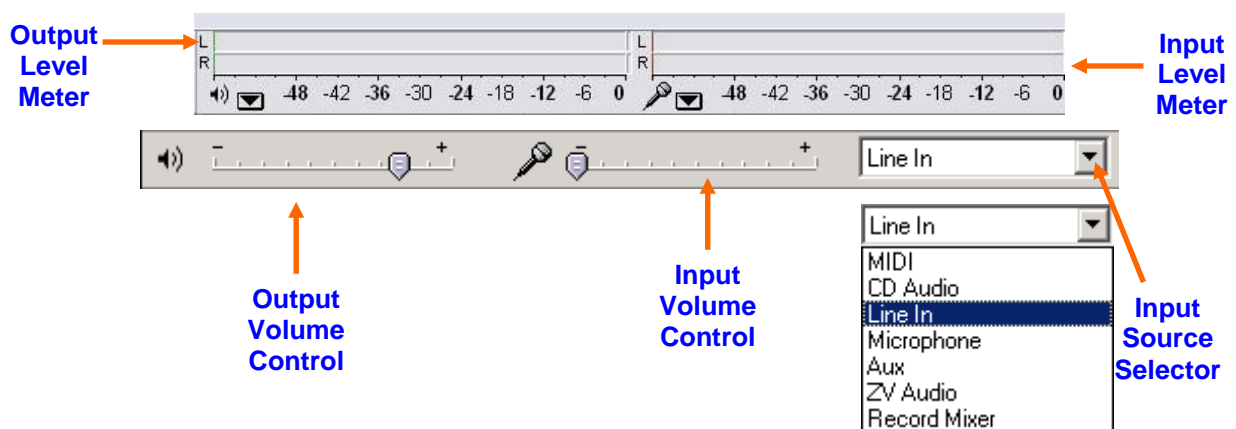 Output
Level
Meter
L
R
-48 -42 -36 -30 -24 -18 -12 -6 0
L
R
-48 -42 -36 -30 -24 -18 -12 -6 0
Input
Level
Meter
- +
- +
Line In
Output
Volume
Control
Input
Volume
Control
Line In
MIDI
CD Audio
Line In
Microphone
Aux
ZV Audio
Record Mixer
Input
Source
Selector